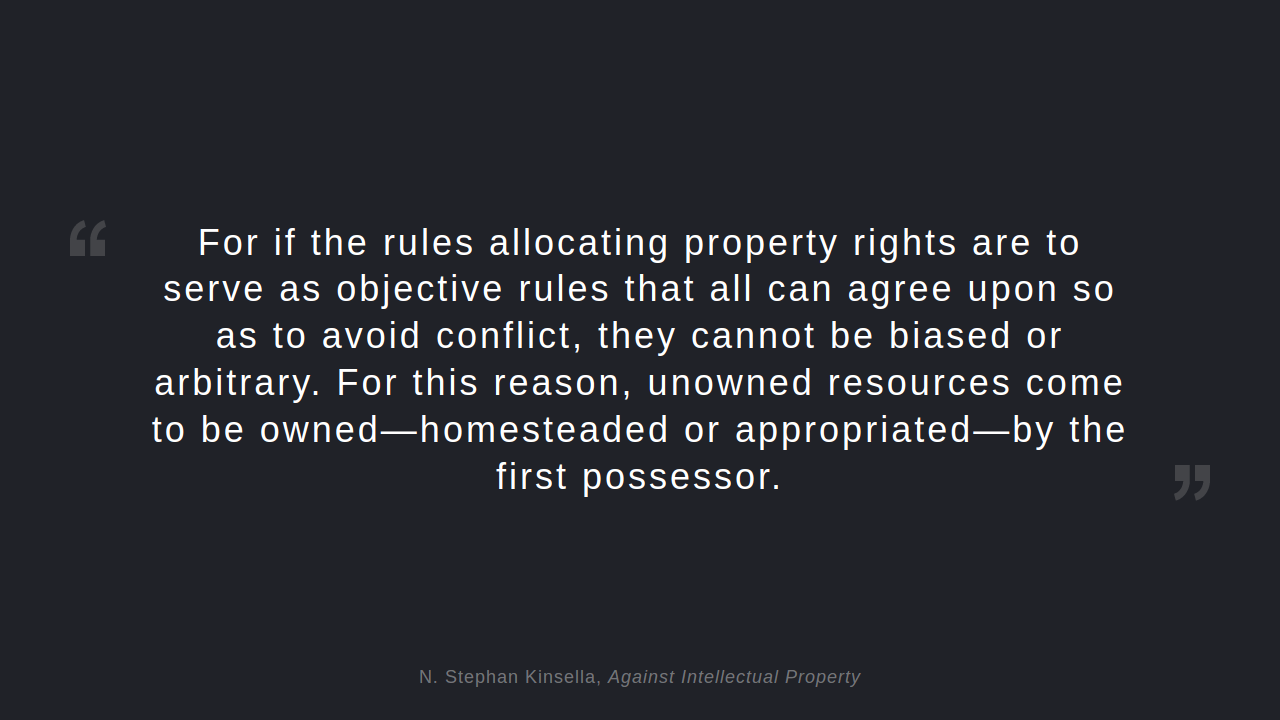 “ For if the rules allocating property rights are to
serve as objective rules that all can agree upon so
as to avoid conflict, they cannot be biased or
arbitrary. For this reason, unowned resources come
to be owned—homesteaded or appropriated—by the
first possessor. ”
N. Stephan Kinsella, Against Intellectual Property